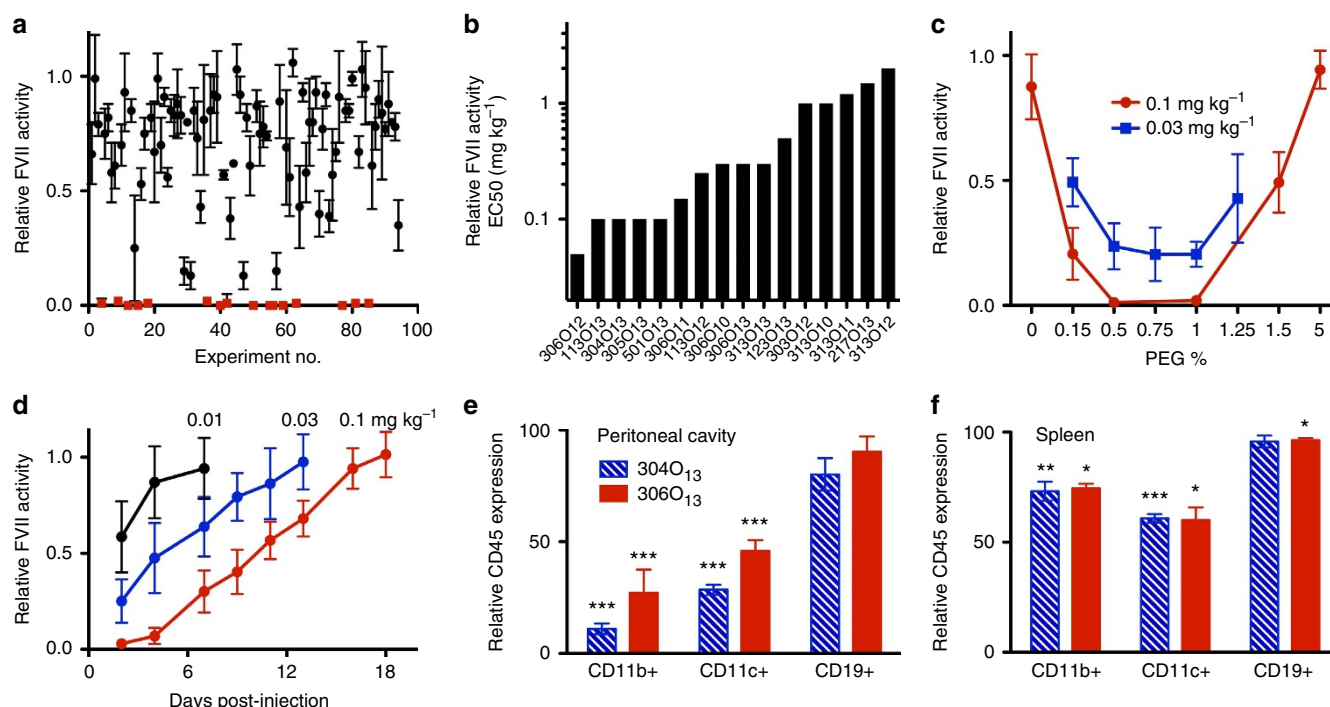 a
Relative FVII activity
1.0
0.5
0.0
0 20 40 60 80 100
Experiment no.
b
Relative FVII activity
EC50 (mg kg⁻¹)
1
0.1
306O12 113O13 304O13 305O13 501O13 306O11 113O12 306O10 306O13 313O13 123O13 303O12 313O10 313O11 217O13 313O12
c
Relative FVII activity
1.0
0.5
0.0
0.1 mg kg⁻¹
0.03 mg kg⁻¹
0 0.15 0.5 0.75 1 1.25 1.5 5
PEG %
d
Relative FVII activity
0.01 0.03 0.1 mg kg⁻¹
1.0
0.5
0.0
0 6 12 18
Days post-injection
e
Relative CD45 expression
100
50
0
Peritoneal cavity
304O₁₃
306O₁₃
*** *** *** ***
CD11b+ CD11c+ CD19+
f
Relative CD45 expression
100
50
0
Spleen
** * *** * *
CD11b+ CD11c+ CD19+